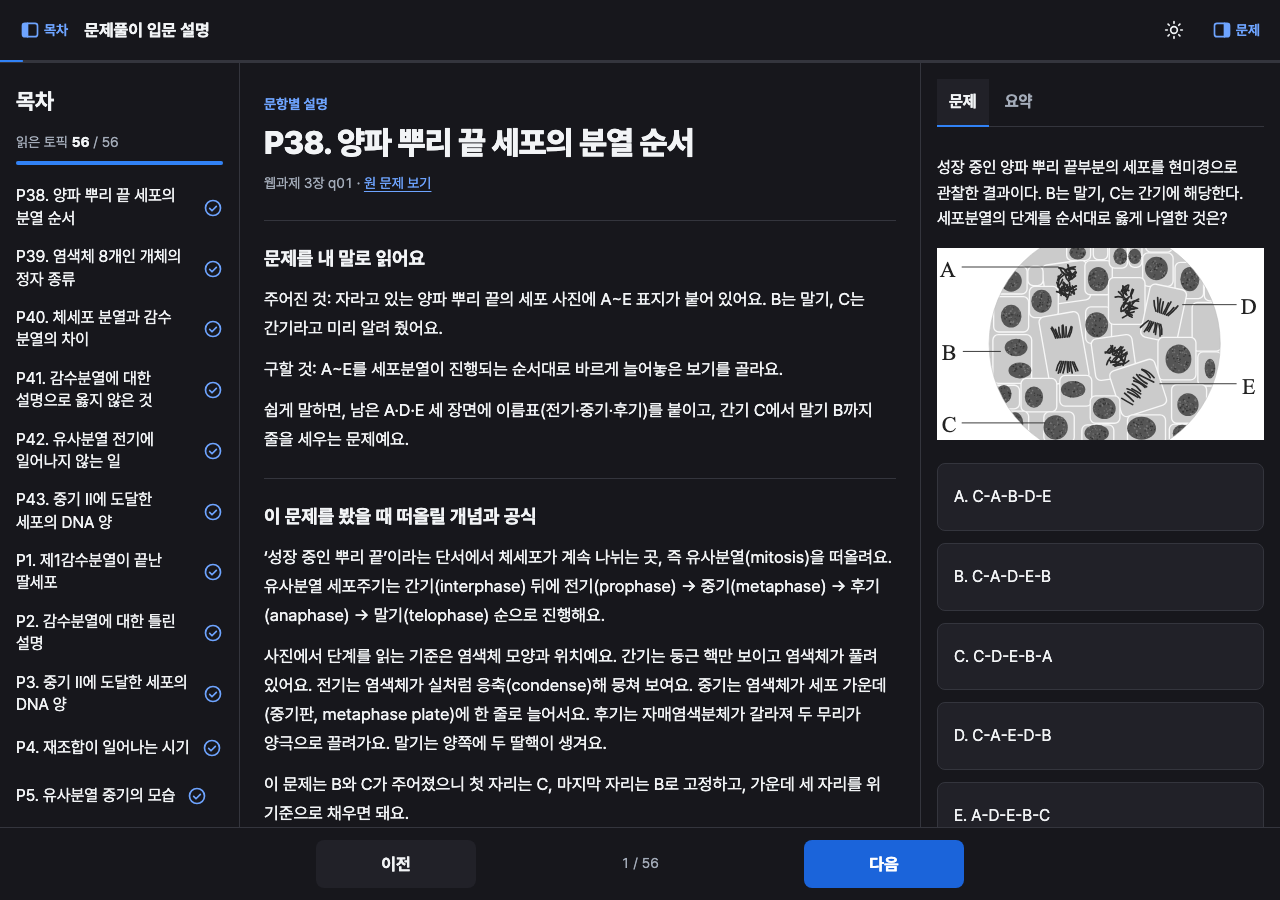 목차
문제풀이 입문 설명
문제
목차
읽은 토픽 56 / 56
P38. 양파 뿌리 끝 세포의
분열 순서
P39. 염색체 8개인 개체의
정자 종류
P40. 체세포 분열과 감수
분열의 차이
P41. 감수분열에 대한
설명으로 옳지 않은 것
P42. 유사분열 전기에
일어나지 않는 일
P43. 중기 II에 도달한
세포의 DNA 양
P1. 제1감수분열이 끝난
딸세포
P2. 감수분열에 대한 틀린
설명
P3. 중기 II에 도달한 세포의
DNA 양
P4. 재조합이 일어나는 시기
P5. 유사분열 중기의 모습
문항별 설명
P38. 양파 뿌리 끝 세포의 분열 순서
웹과제 3장 q01 · 원 문제 보기
문제를 내 말로 읽어요
주어진 것: 자라고 있는 양파 뿌리 끝의 세포 사진에 A~E 표지가 붙어 있어요. B는 말기, C는
간기라고 미리 알려 줬어요.
구할 것: A~E를 세포분열이 진행되는 순서대로 바르게 늘어놓은 보기를 골라요.
쉽게 말하면, 남은 A·D·E 세 장면에 이름표(전기·중기·후기)를 붙이고, 간기 C에서 말기 B까지
줄을 세우는 문제예요.
이 문제를 봤을 때 떠올릴 개념과 공식
‘성장 중인 뿌리 끝’이라는 단서에서 체세포가 계속 나뉘는 곳, 즉 유사분열(mitosis)을 떠올려요.
유사분열 세포주기는 간기(interphase) 뒤에 전기(prophase) → 중기(metaphase) → 후기
(anaphase) → 말기(telophase) 순으로 진행해요.
사진에서 단계를 읽는 기준은 염색체 모양과 위치예요. 간기는 둥근 핵만 보이고 염색체가 풀려
있어요. 전기는 염색체가 실처럼 응축(condense)해 뭉쳐 보여요. 중기는 염색체가 세포 가운데
(중기판, metaphase plate)에 한 줄로 늘어서요. 후기는 자매염색분체가 갈라져 두 무리가
양극으로 끌려가요. 말기는 양쪽에 두 딸핵이 생겨요.
이 문제는 B와 C가 주어졌으니 첫 자리는 C, 마지막 자리는 B로 고정하고, 가운데 세 자리를 위
기준으로 채우면 돼요.
문제
요약
성장 중인 양파 뿌리 끝부분의 세포를 현미경으로
관찰한 결과이다. B는 말기, C는 간기에 해당한다.
세포분열의 단계를 순서대로 옳게 나열한 것은?
A
D
B
E
C
A. C-A-B-D-E
B. C-A-D-E-B
C. C-D-E-B-A
D. C-A-E-D-B
E. A-D-E-B-C
이전
1 / 56
다음